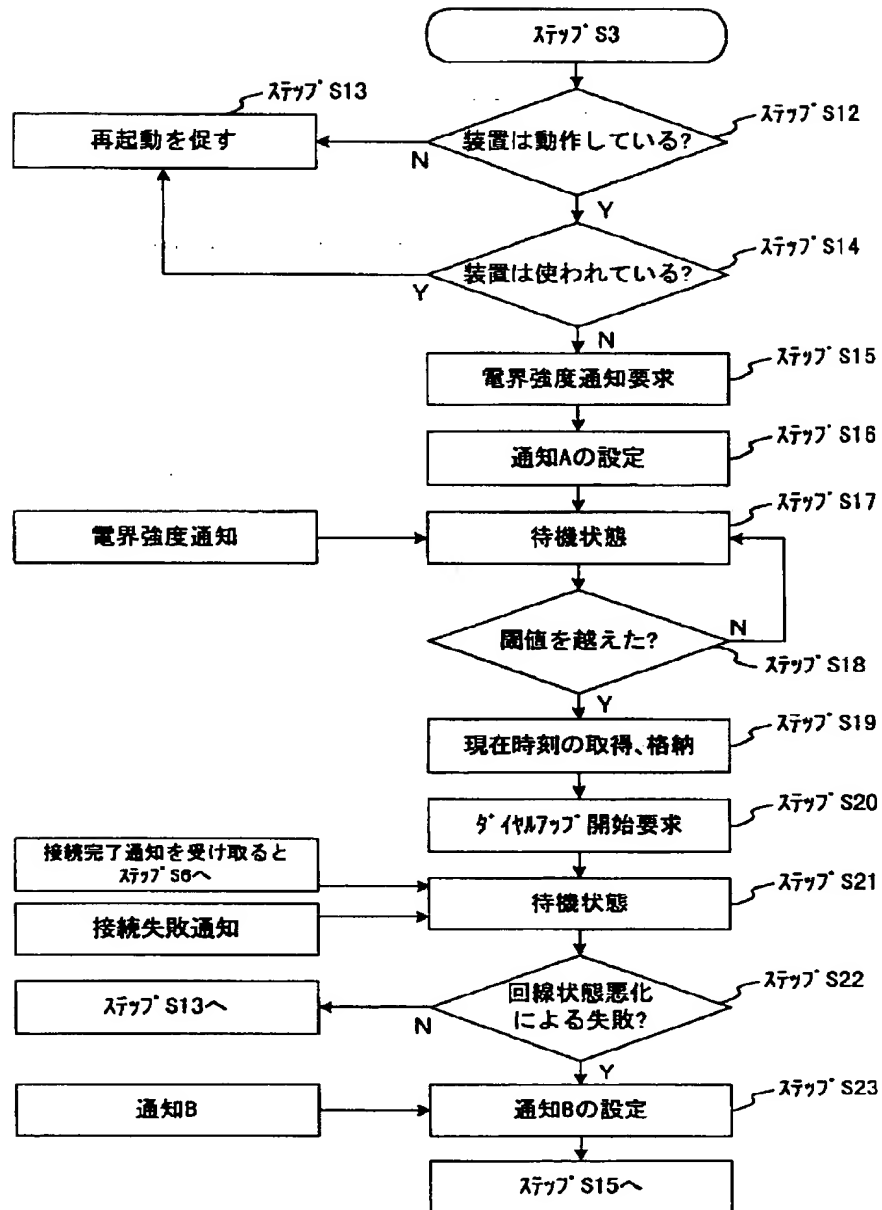 ステップ S3
ステップ S13
再起動を促す
N
装置は動作している?
ステップ S12
Y
装置は使われている?
ステップ S14
Y
N
電界強度通知要求
ステップ S15
通知Aの設定
ステップ S16
電界強度通知
待機状態
ステップ S17
閾値を越えた?
N
ステップ S18
Y
現在時刻の取得、格納
ステップ S19
ダイヤルアップ開始要求
ステップ S20
接続完了通知を受け取ると
ステップ S6へ
待機状態
ステップ S21
接続失敗通知
ステップ S13へ
N
回線状態悪化
による失敗?
ステップ S22
Y
通知B
通知Bの設定
ステップ S23
ステップ S15へ